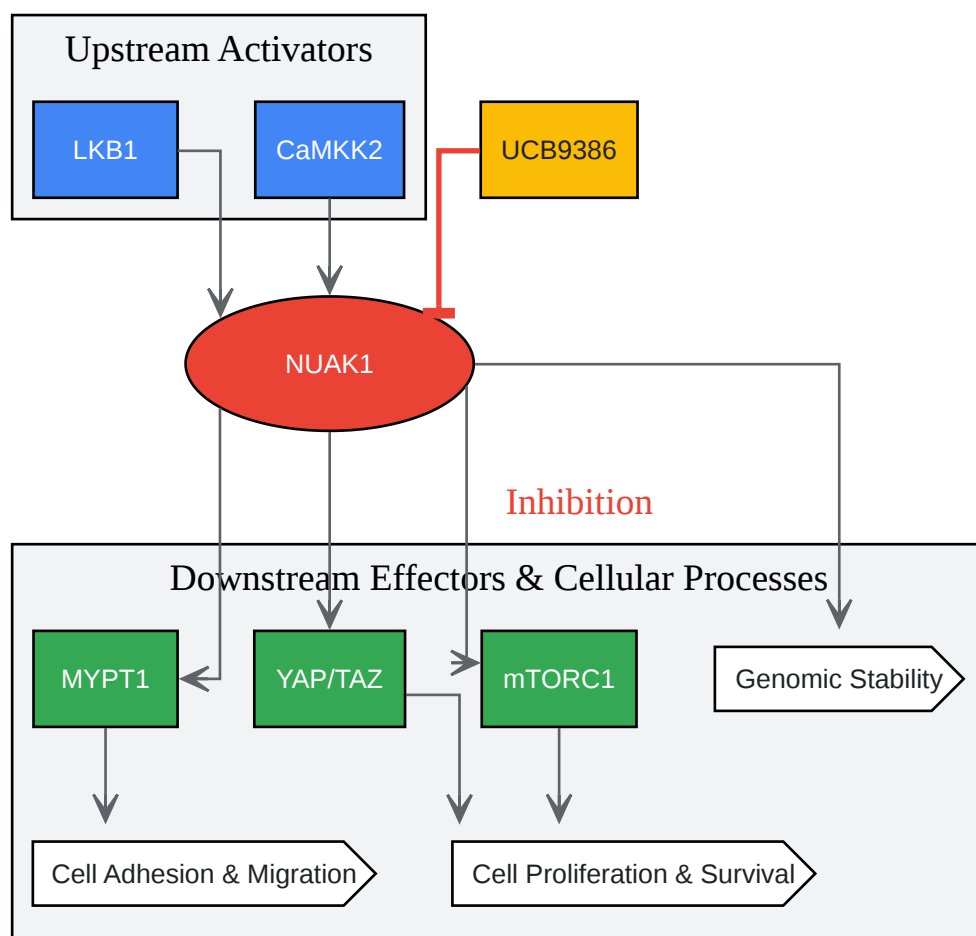 Upstream Activators
LKB1
CaMKK2
UCB9386
NUAK1
Inhibition
Downstream Effectors & Cellular Processes
MYPT1
YAP/TAZ
mTORC1
Genomic Stability
Cell Adhesion & Migration
Cell Proliferation & Survival